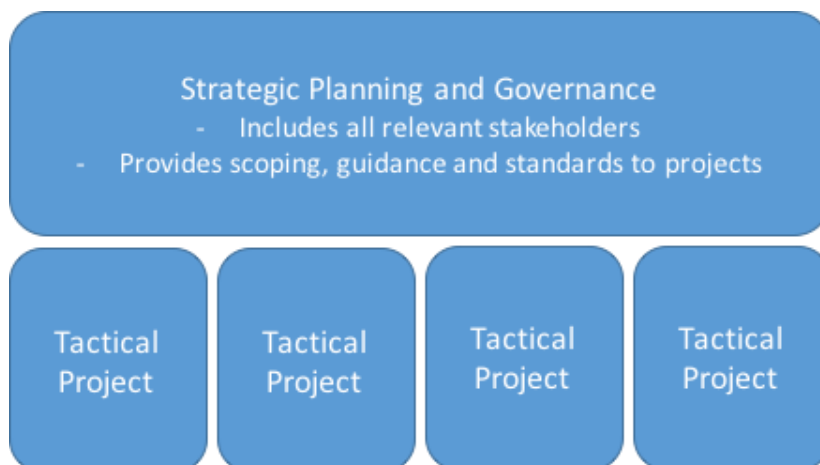 Strategic Planning and Governance
- Includes all relevant stakeholders
- Provides scoping, guidance and standards to projects
Tactical
Project
Tactical
Project
Tactical
Project
Tactical
Project